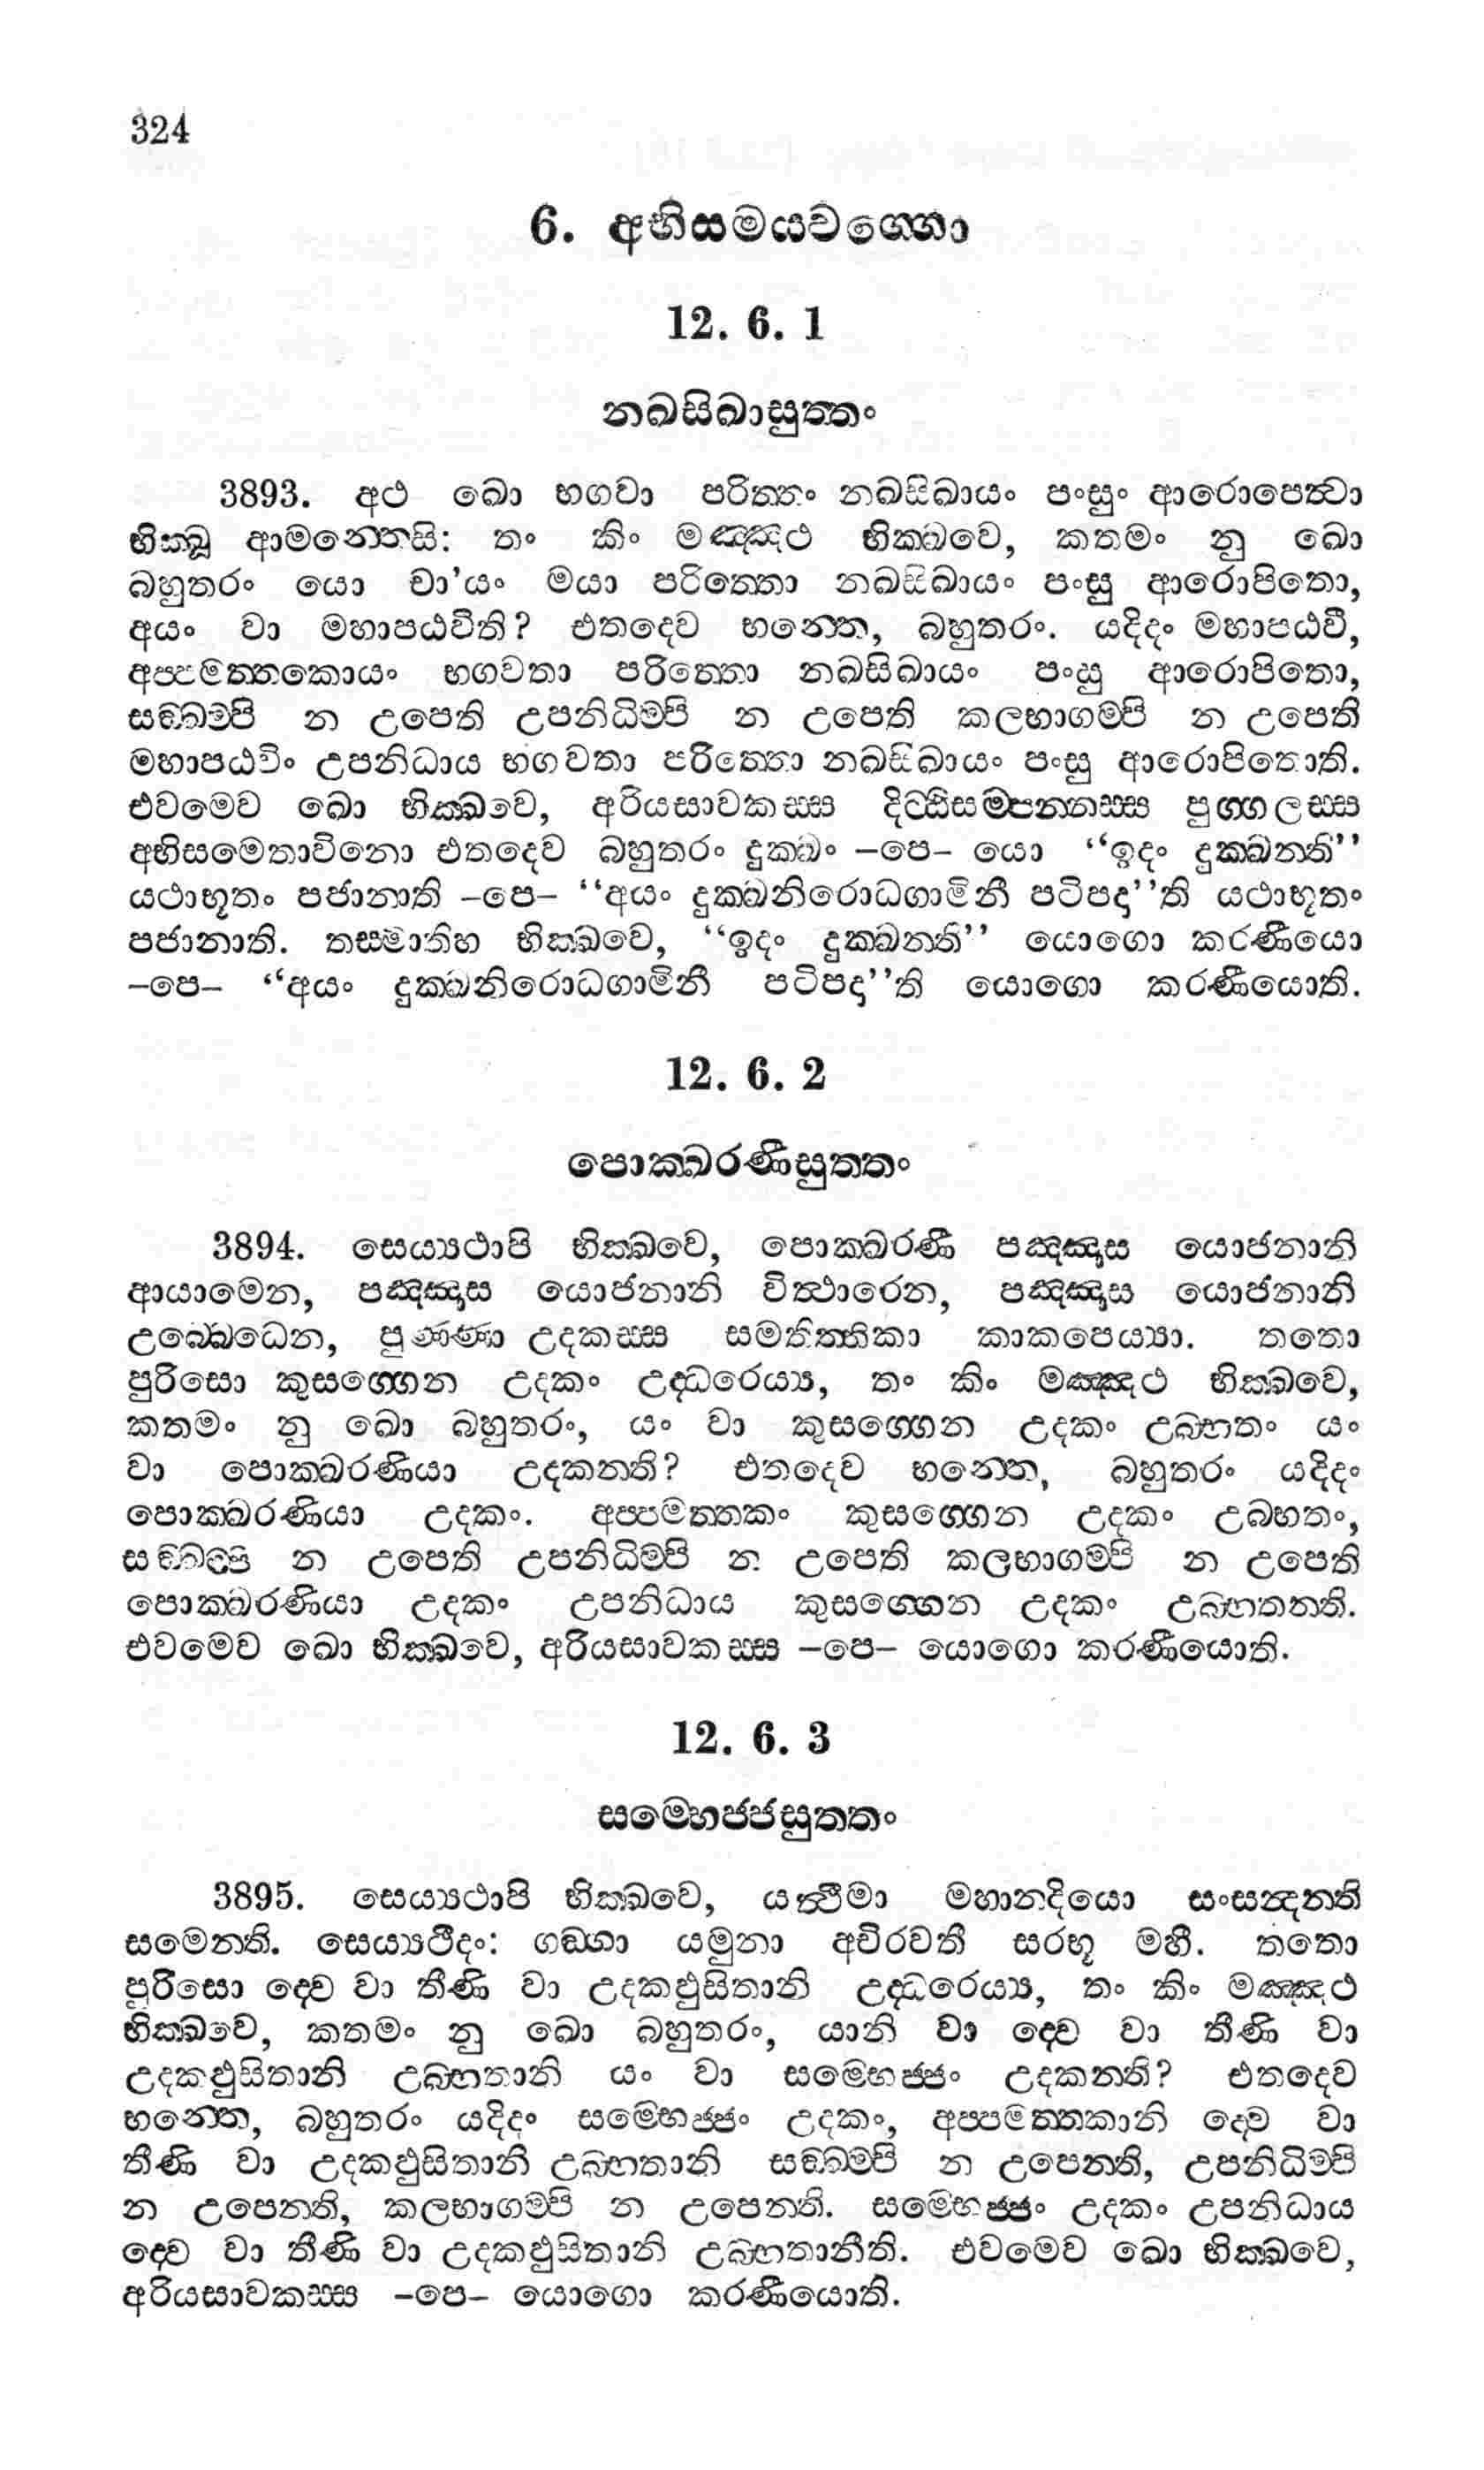 324
6. අභිසමයවග්ගො
12. 6. 1
නඛසිඛාසුත්තං
3893. අථ ඛො භගවා පරිත්තං නඛසිඛායං පංසුං ආරොපෙත්වා
භික්ඛූ ආමන්තෙසි: තං කිං මඤ්ඤථ භික්ඛවෙ, කතමං නු ඛො
බහුතරං යො චා’යං මයා පරිත්තො නඛසිඛායං පංසු ආරොපිතො,
අයං වා මහාපඨවීති? එතදෙව භන්තෙ, බහුතරං. යදිදං මහාපඨවී,
අප්පමත්තකොයං භගවතා පරිත්තො නඛසිඛායං පංසු ආරොපිතො,
සඞ්ඛම්පි න උපෙති උපනිධිම්පි න උපෙති කලභාගම්පි න උපෙති
මහාපඨවිං උපනිධාය භගවතා පරිත්තො නඛසිඛායං පංසු ආරොපිතොති.
එවමෙව ඛො භික්ඛවෙ, අරියසාවකස්ස දිට්ඨිසම්පන්නස්ස පුග්ගලස්ස
අභිසමෙතාවිනො එතදෙව බහුතරං දුක්ඛං –පෙ– යො “ඉදං දුක්ඛන්ති”
යථාභූතං පජානාති –පෙ– “අයං දුක්ඛනිරොධගාමිනී පටිපදා”ති යථාභූතං
පජානාති. තස්මාතිහ භික්ඛවෙ, “ඉදං දුක්ඛන්ති” යොගො කරණීයො
–පෙ– “අයං දුක්ඛනිරොධගාමිනී පටිපදා”ති යොගො කරණීයොති.
12. 6. 2
පොක්ඛරණීසුත්තං
3894. සෙය්‍යථාපි භික්ඛවෙ, පොක්ඛරණී පඤ්ඤාස යොජනානි
ආයාමෙන, පඤ්ඤාස යොජනානි විත්ථාරෙන, පඤ්ඤාස යොජනානි
උබ්බෙධෙන, පුණ්ණා උදකස්ස සමතිත්තිකා කාකපෙය්‍යා. තතො
පුරිසො කුසග්ගෙන උදකං උද්ධරෙය්‍ය, තං කිං මඤ්ඤථ භික්ඛවෙ,
කතමං නු ඛො බහුතරං, යං වා කුසග්ගෙන උදකං උබ්භතං යං
වා පොක්ඛරණියා උදකන්ති? එතදෙව භන්තෙ, බහුතරං යදිදං
පොක්ඛරණියා උදකං. අප්පමත්තකං කුසග්ගෙන උදකං උබ්භතං,
සඞ්ඛම්පි න උපෙති උපනිධිම්පි න උපෙති කලභාගම්පි න උපෙති
පොක්ඛරණියා උදකං උපනිධාය කුසග්ගෙන උදකං උබ්භතන්ති.
එවමෙව ඛො භික්ඛවෙ, අරියසාවකස්ස –පෙ– යොගො කරණීයොති.
12. 6. 3
සම්භෙජ්ජසුත්තං
3895. සෙය්‍යථාපි භික්ඛවෙ, යත්ථිමා මහානදියො සංසන්දන්ති
සමෙන්ති. සෙය්‍යථීදං: ගඞ්ගා යමුනා අචිරවතී සරභූ මහී. තතො
පුරිසො ද්වෙ වා තීණි වා උදකඵුසිතානි උද්ධරෙය්‍ය, තං කිං මඤ්ඤථ
භික්ඛවෙ, කතමං නු ඛො බහුතරං, යානි වා ද්වෙ වා තීණි වා
උදකඵුසිතානි උබ්භතානි යං වා සම්භෙජ්ජං උදකන්ති? එතදෙව
භන්තෙ, බහුතරං යදිදං සම්භෙජ්ජං උදකං, අප්පමත්තකානි ද්වෙ වා
තීණි වා උදකඵුසිතානි උබ්භතානි සඞ්ඛම්පි න උපෙන්ති, උපනිධිම්පි
න උපෙන්ති, කලභාගම්පි න උපෙන්ති. සම්භෙජ්ජං උදකං උපනිධාය
ද්වෙ වා තීණි වා උදකඵුසිතානි උබ්භතානීති. එවමෙව ඛො භික්ඛවෙ,
අරියසාවකස්ස –පෙ– යොගො කරණීයොති.